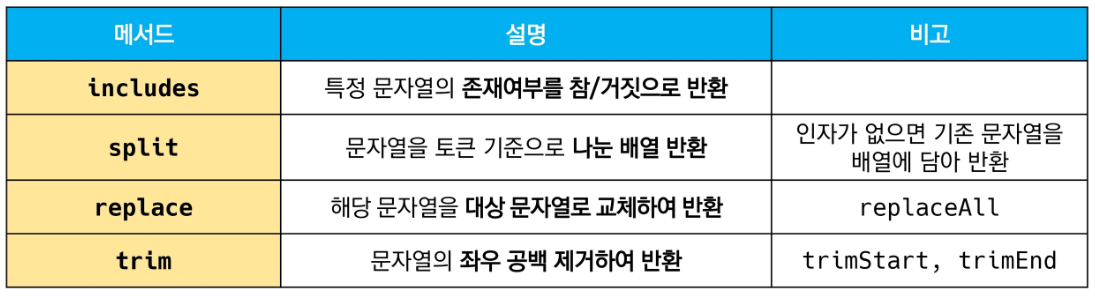 메서드 설명 비고
includes 특정 문자열의 존재여부를 참/거짓으로 반환
split 문자열을 토큰 기준으로 나눈 배열 반환 인자가 없으면 기존 문자열을
배열에 담아 반환
replace 해당 문자열을 대상 문자열로 교체하여 반환 replaceAll
trim 문자열의 좌우 공백 제거하여 반환 trimStart, trimEnd